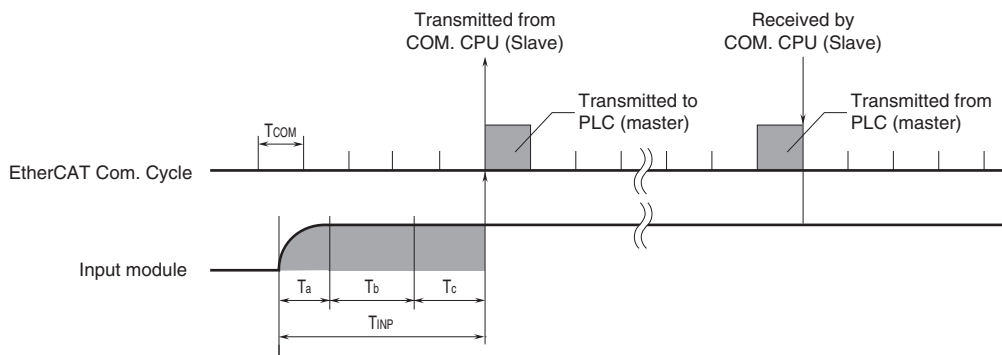 Transmitted from
COM. CPU (Slave)
Received by
COM. CPU (Slave)
Transmitted to
PLC (master)
Transmitted from
PLC (master)
TCOM
EtherCAT Com. Cycle
Input module
Ta
Tb
Tc
TINP